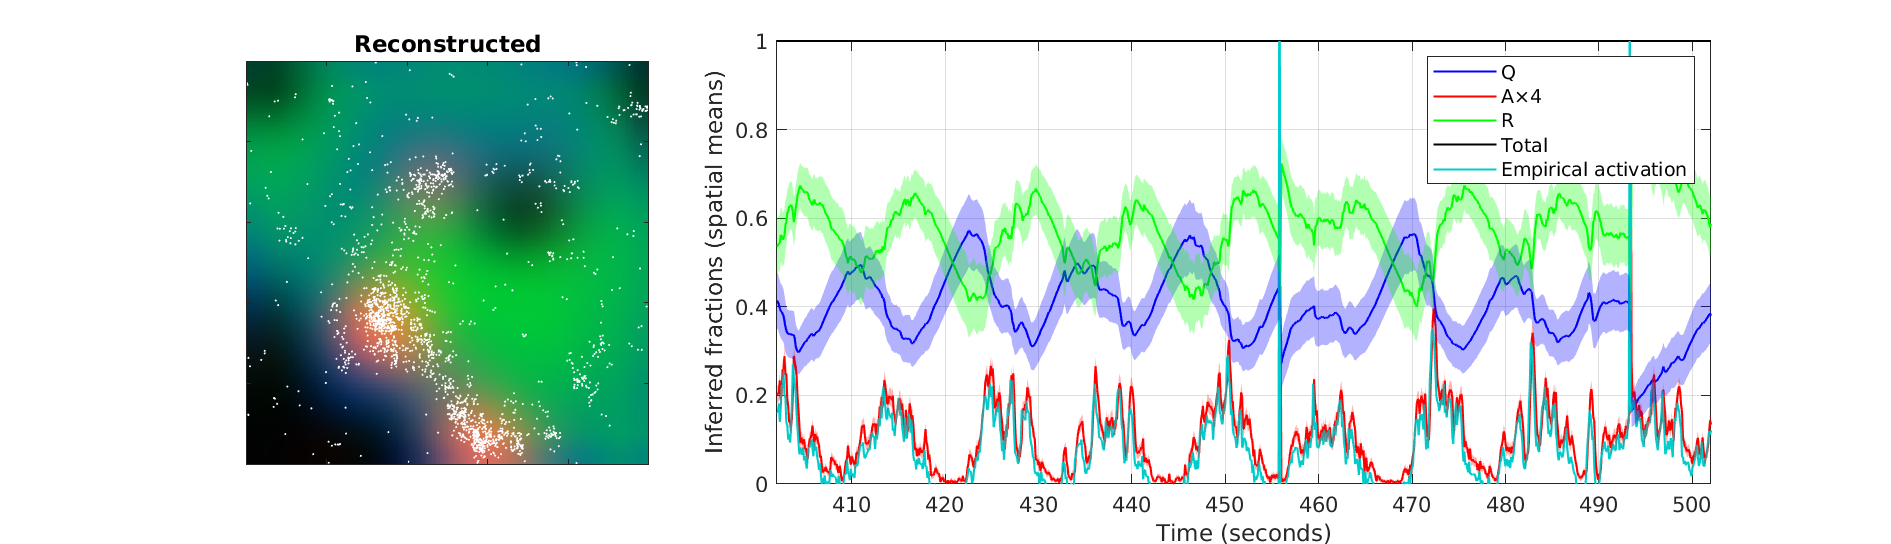 Reconstructed
Inferred fractions (spatial means)
1
0.8
0.6
0.4
0.2
0
Q
A×4
R
Total
Empirical activation
410 420 430 440 450 460 470 480 490 500
Time (seconds)